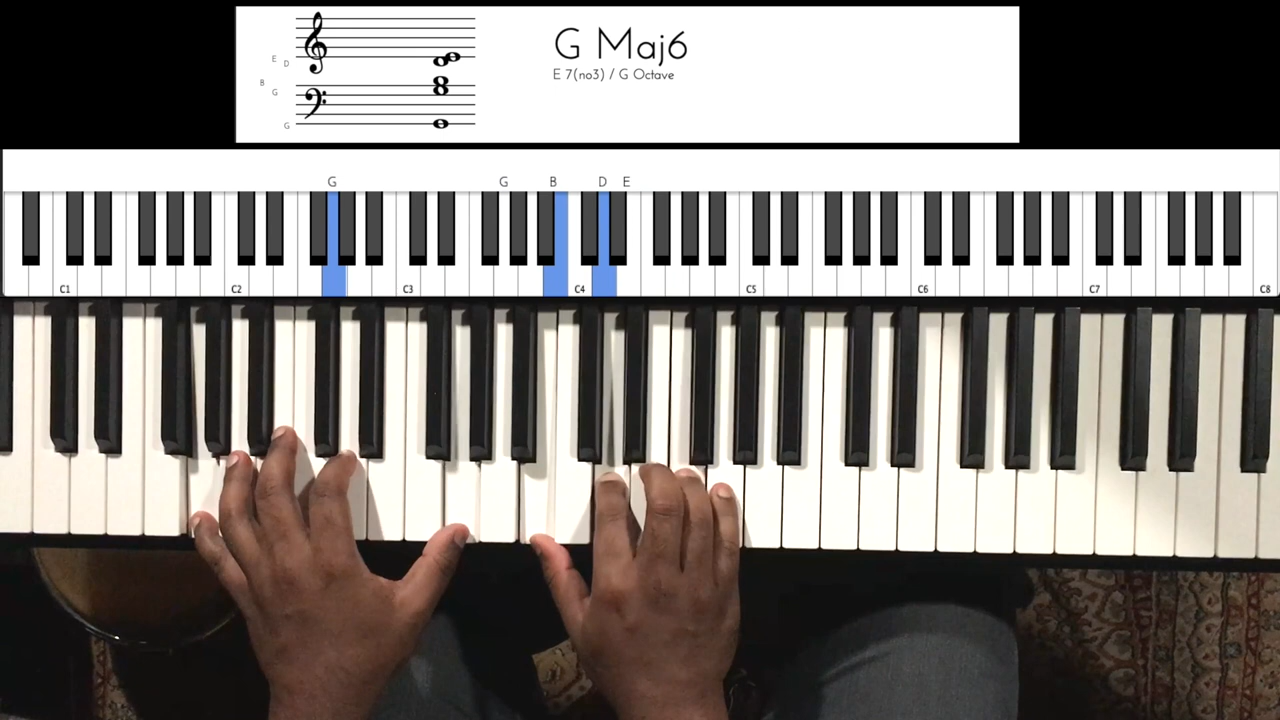 G Maj6
E 7(no3) / G Octave
E D
B
G
G
G G B D E
C1 C2 C3 C4 C5 C6 C7 C8